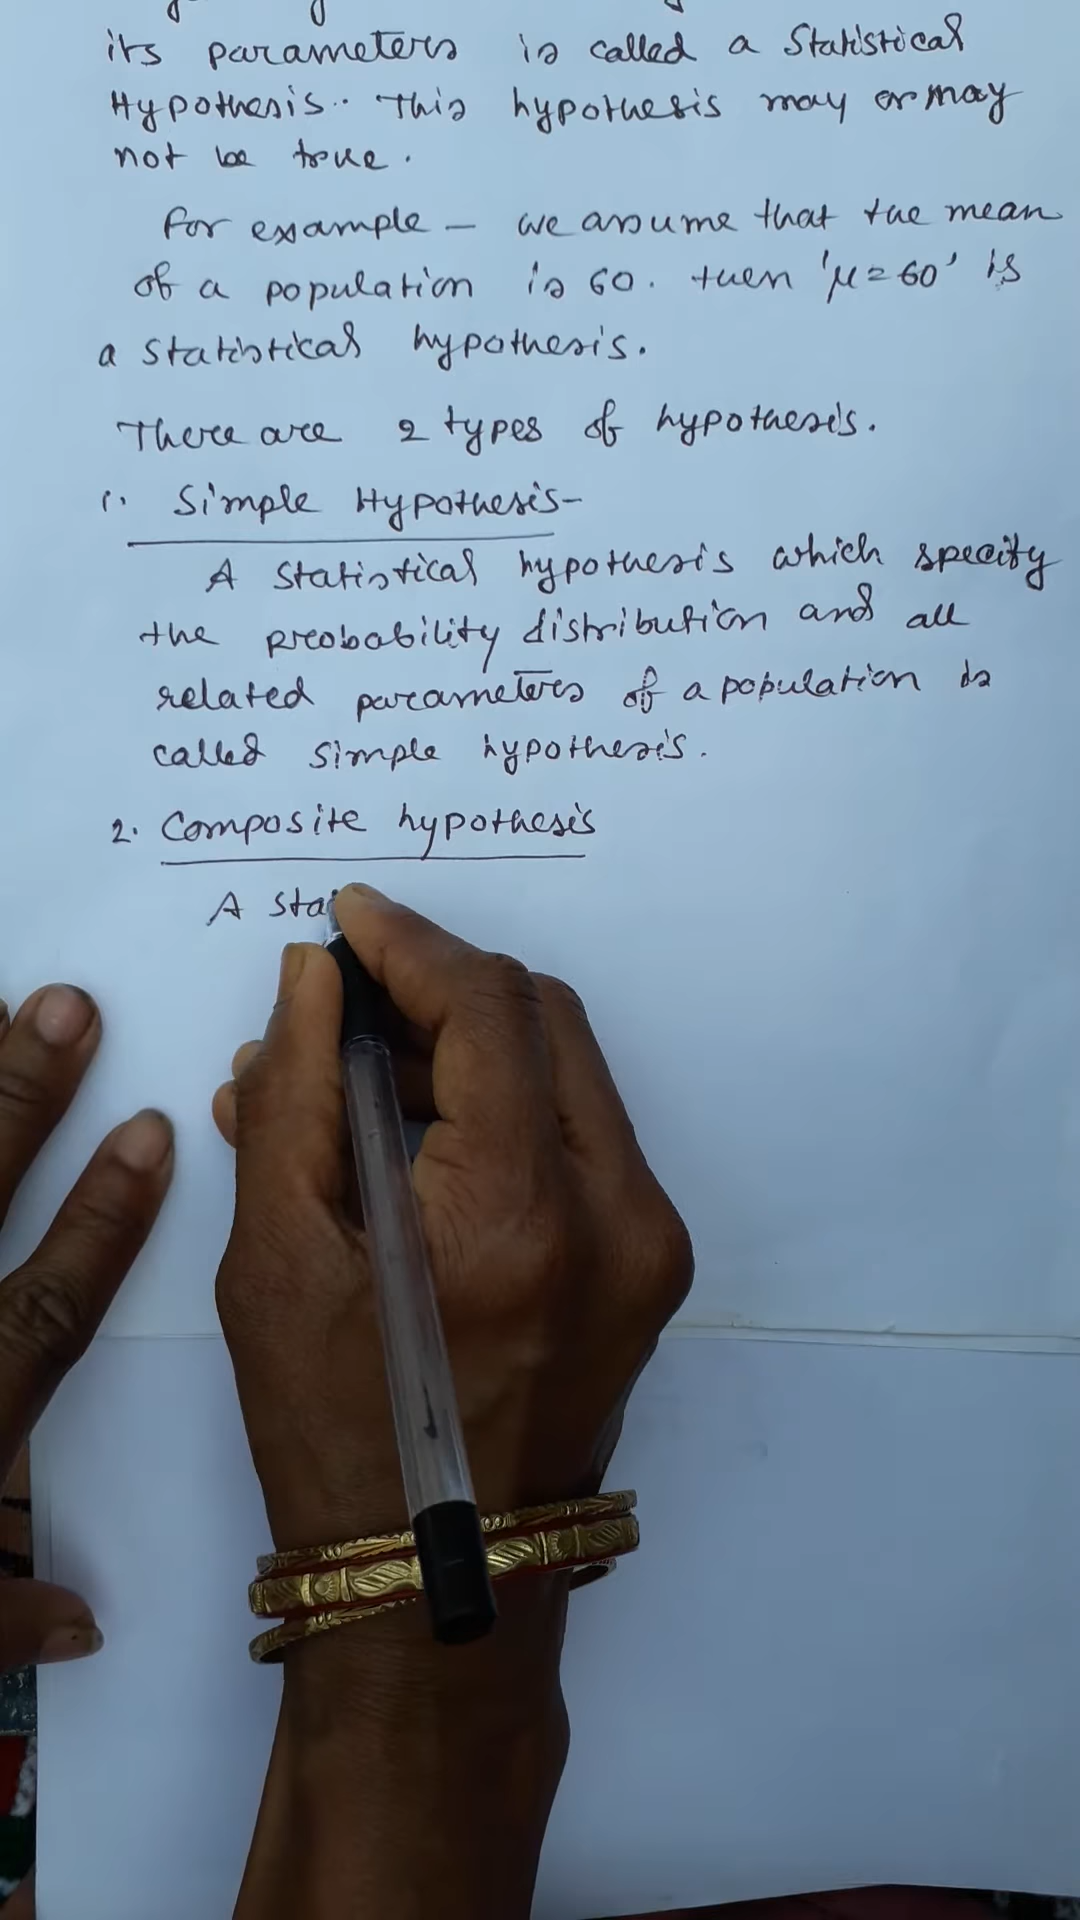 its parameters is called a Statistical
Hypothesis.. This hypothesis may or may
not be true.
For example — we assume that the mean
of a population is 60. then 'μ = 60' is
a statistical hypothesis.
There are 2 types of hypothesis.
1. Simple Hypothesis-
A statistical hypothesis which specify
the probability distribution and all
related parameters of a population is
called simple hypothesis.
2. Composite hypothesis
A sta